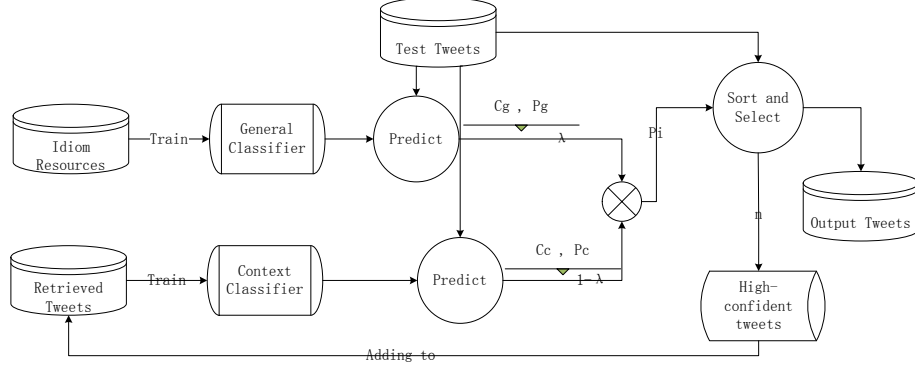 Test Tweets
Cg , Pg
Sort and
Select
Idiom
Resources
Train
General
Classifier
Predict
λ
Pi
Output Tweets
n
Cc , Pc
Retrieved
Tweets
Train
Context
Classifier
Predict
1-λ
High-
confident
tweets
Adding to